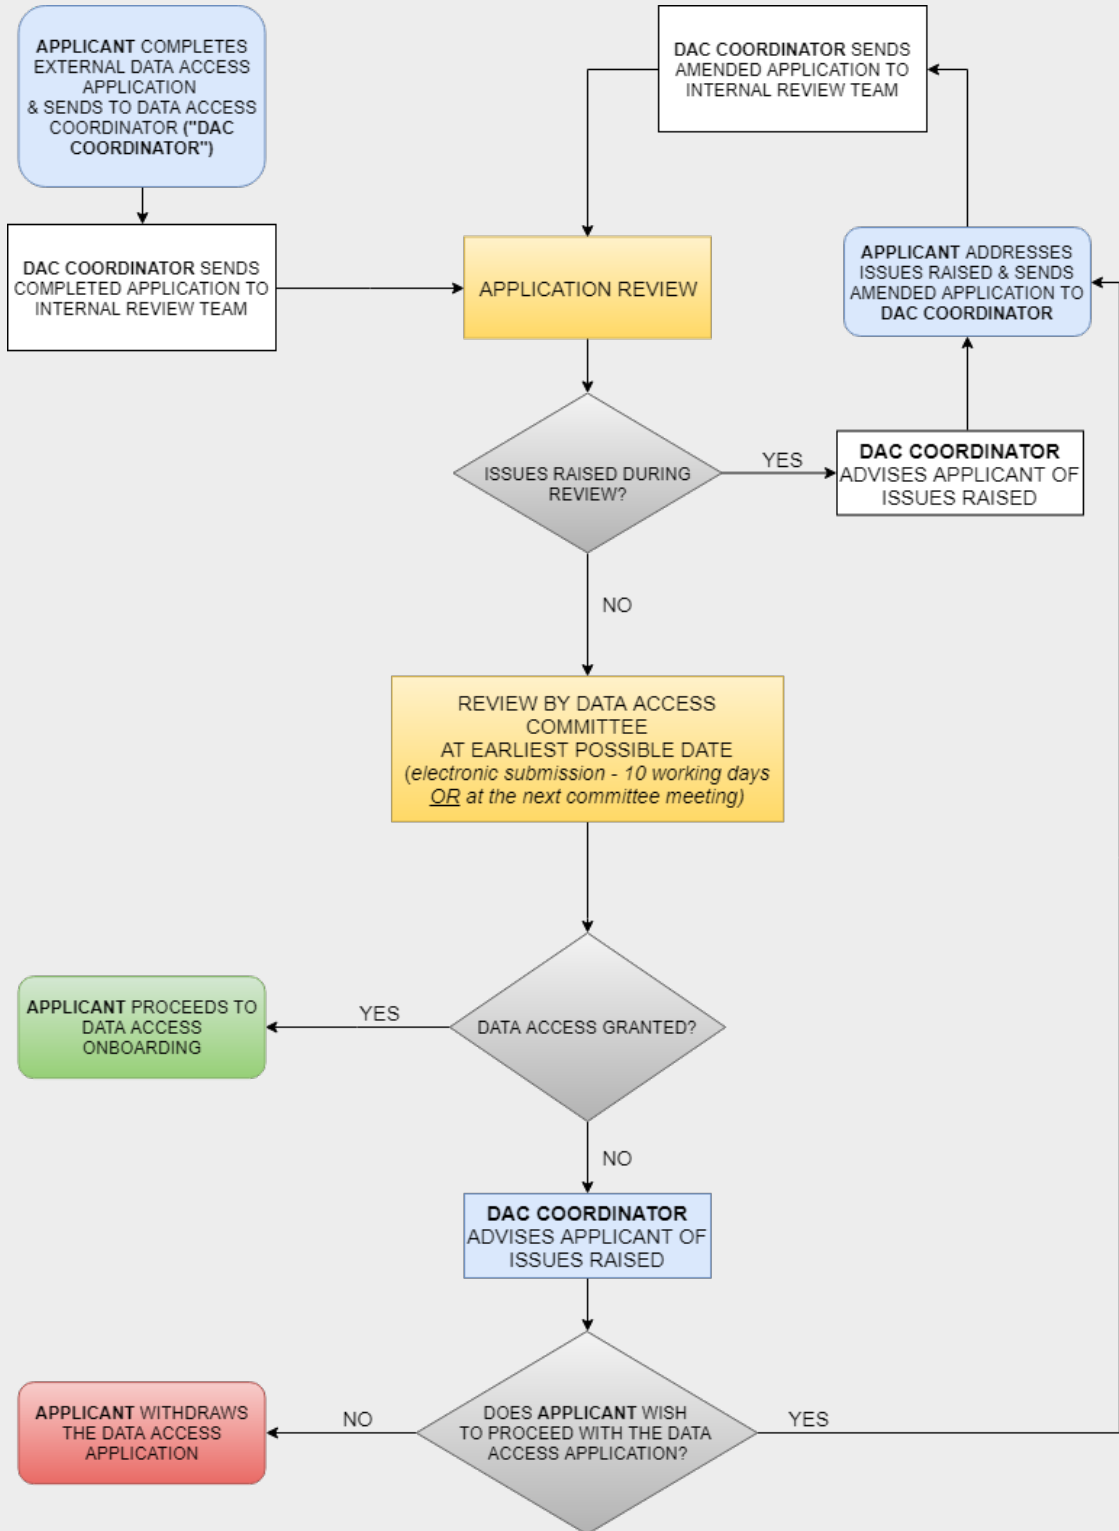 APPLICANT COMPLETES
EXTERNAL DATA ACCESS
APPLICATION
& SENDS TO DATA ACCESS
COORDINATOR ("DAC
COORDINATOR")
DAC COORDINATOR SENDS
AMENDED APPLICATION TO
INTERNAL REVIEW TEAM
DAC COORDINATOR SENDS
COMPLETED APPLICATION TO
INTERNAL REVIEW TEAM
APPLICATION REVIEW
APPLICANT ADDRESSES
ISSUES RAISED & SENDS
AMENDED APPLICATION TO
DAC COORDINATOR
ISSUES RAISED DURING
REVIEW?
YES
DAC COORDINATOR
ADVISES APPLICANT OF
ISSUES RAISED
NO
REVIEW BY DATA ACCESS
COMMITTEE
AT EARLIEST POSSIBLE DATE
(electronic submission - 10 working days
OR at the next committee meeting)
DATA ACCESS GRANTED?
YES
APPLICANT PROCEEDS TO
DATA ACCESS
ONBOARDING
NO
DAC COORDINATOR
ADVISES APPLICANT OF
ISSUES RAISED
DOES APPLICANT WISH
TO PROCEED WITH THE DATA
ACCESS APPLICATION?
NO
APPLICANT WITHDRAWS
THE DATA ACCESS
APPLICATION
YES